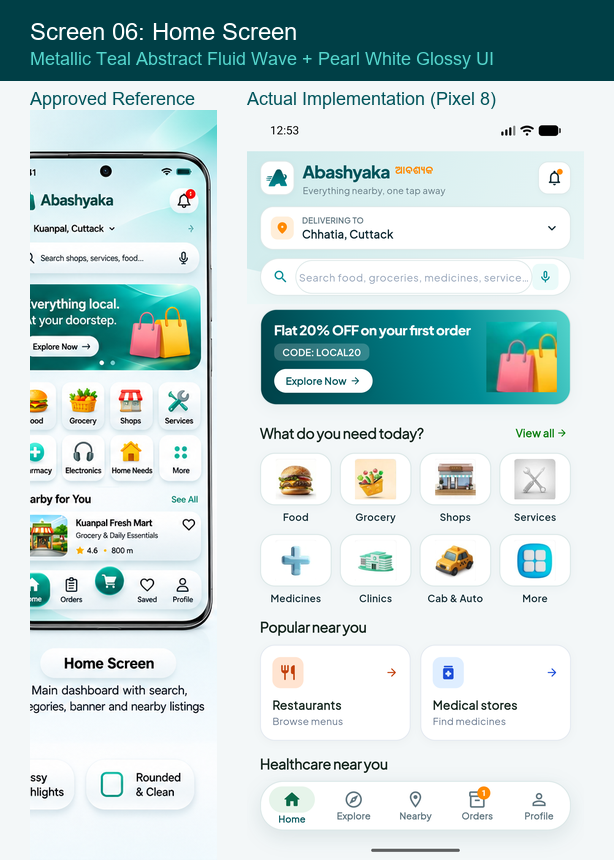 Screen 06: Home Screen
Metallic Teal Abstract Fluid Wave + Pearl White Glossy UI
Approved Reference
Abashyaka
1
Kuanpal, Cuttack
Search shops, services, food...
verything local.
At your doorstep.
Explore Now →
Grocery
Shops
Services
Electronics
Home Needs
More
arby for You
See All
Kuanpal Fresh Mart
Grocery & Daily Essentials
4.6 • 800 m
Orders
Saved
Profile
Home Screen
Main dashboard with search,
egories, banner and nearby listings
ssy
hlights
Rounded
& Clean
Actual Implementation (Pixel 8)
12:53
Abashyaka ଆବଶ୍ୟକ
Everything nearby, one tap away
DELIVERING TO
Chhatia, Cuttack
Search food, groceries, medicines, service...
Flat 20% OFF on your first order
CODE: LOCAL20
Explore Now →
What do you need today?
View all →
Food
Grocery
Shops
Services
Medicines
Clinics
Cab & Auto
More
Popular near you
Restaurants
Browse menus
Medical stores
Find medicines
Healthcare near you
Home
Explore
Nearby
1
Orders
Profile